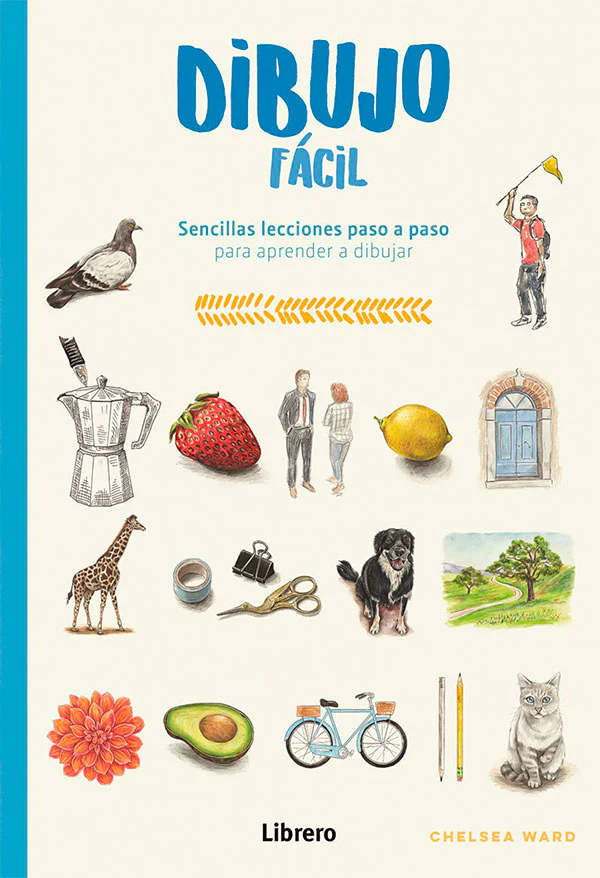 DIBUJO
FÁCIL
Sencillas lecciones paso a paso
para aprender a dibujar
Librero
CHELSEA WARD